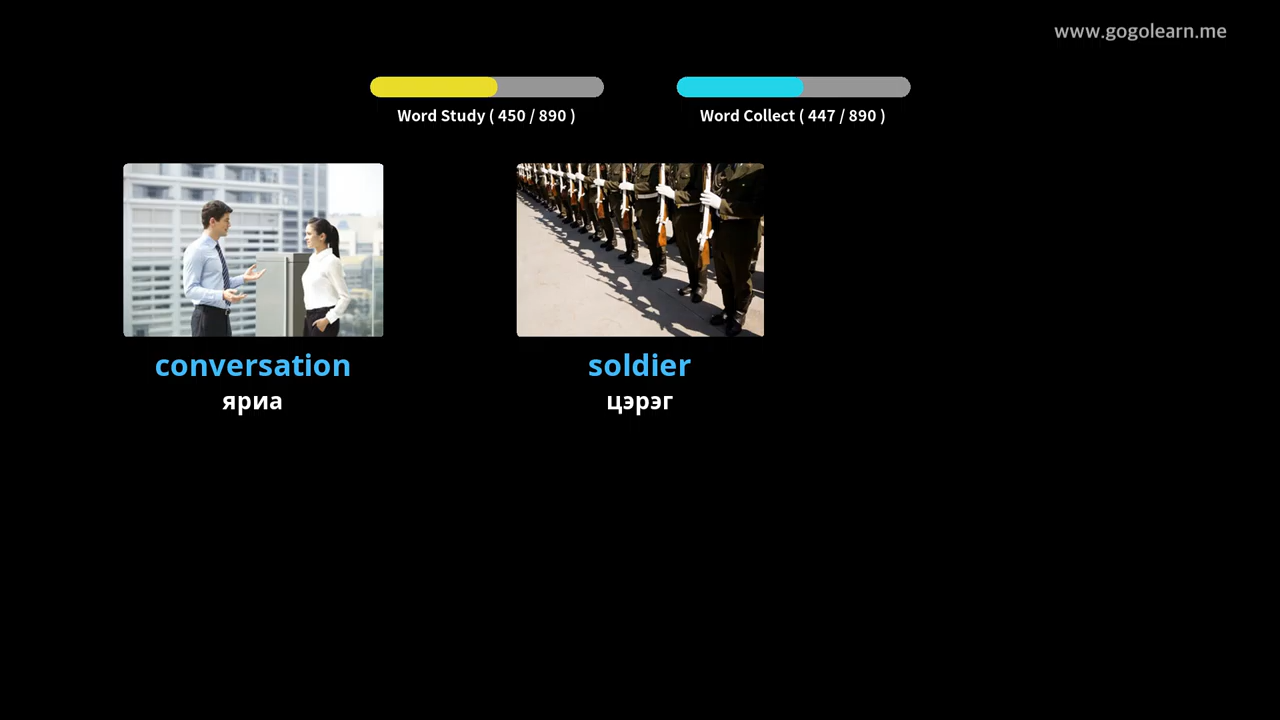 www.gogolearn.me
Word Study ( 450 / 890 )
Word Collect ( 447 / 890 )
conversation
яриа
soldier
цэрэг